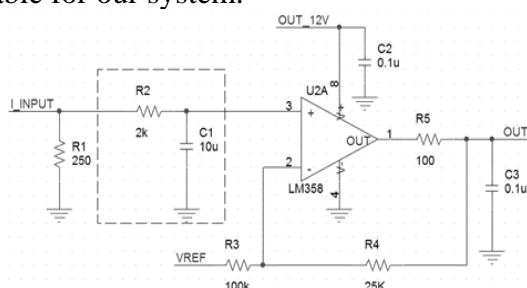 able for our system.
OUT_12V
C2
0.1u
U2A
8
V+
I_INPUT
R2
2k
3
+
R1
250
C1
10u
OUT
1
R5
100
OUT
2
-
V-
LM358
4
C3
0.1u
VREF
R3
100k
R4
25K